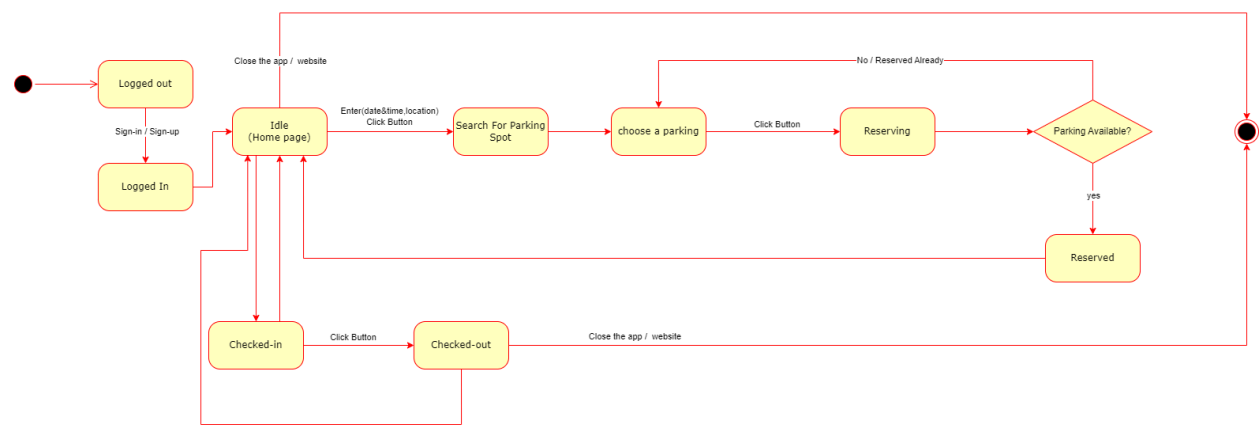 Close the app /  website
No / Reserved Already
Logged out
Enter(date&time,location)
Click Button
Idle
(Home page)
Search For Parking
Spot
choose a parking
Click Button
Reserving
Parking Available?
Sign-in / Sign-up
Logged In
yes
Reserved
Checked-in
Click Button
Checked-out
Close the app /  website